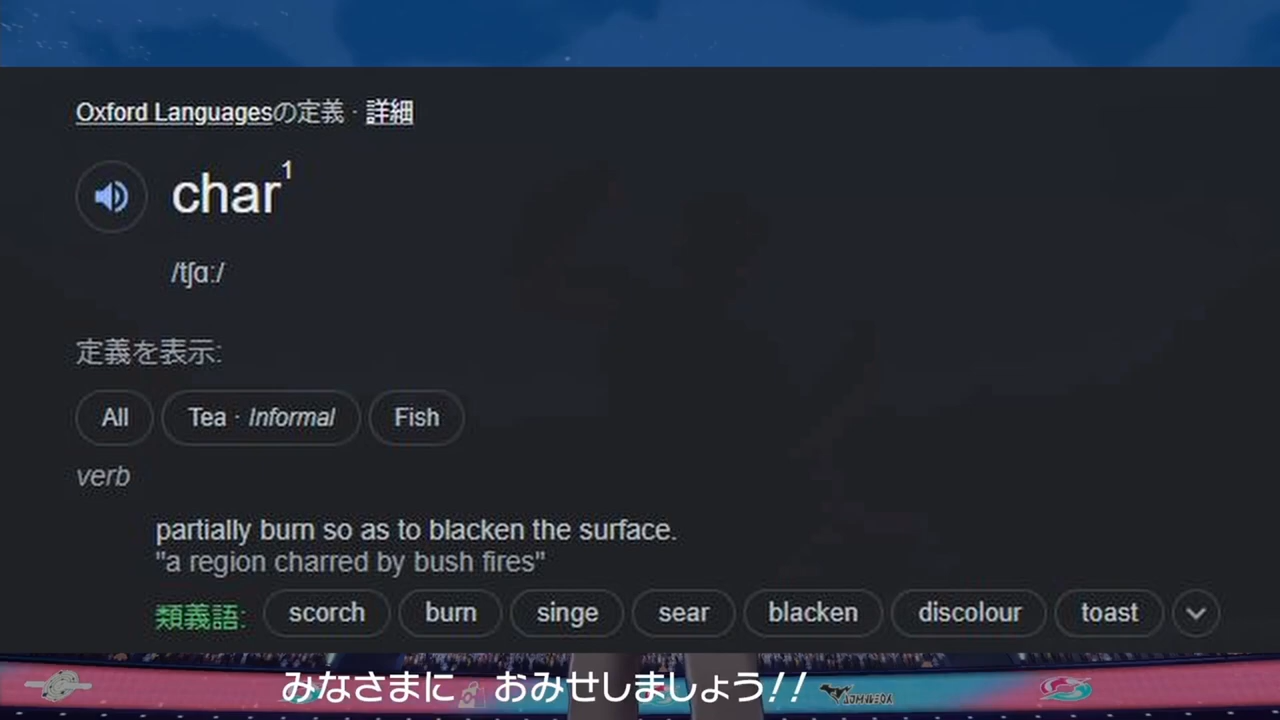 Oxford Languagesの定義 · 詳細
char¹
/tʃɑː/
定義を表示:
All
Tea · Informal
Fish
verb
partially burn so as to blacken the surface.
"a region charred by bush fires"
類義語: scorch burn singe sear blacken discolour toast
みなさまに　おみせしましょう!!